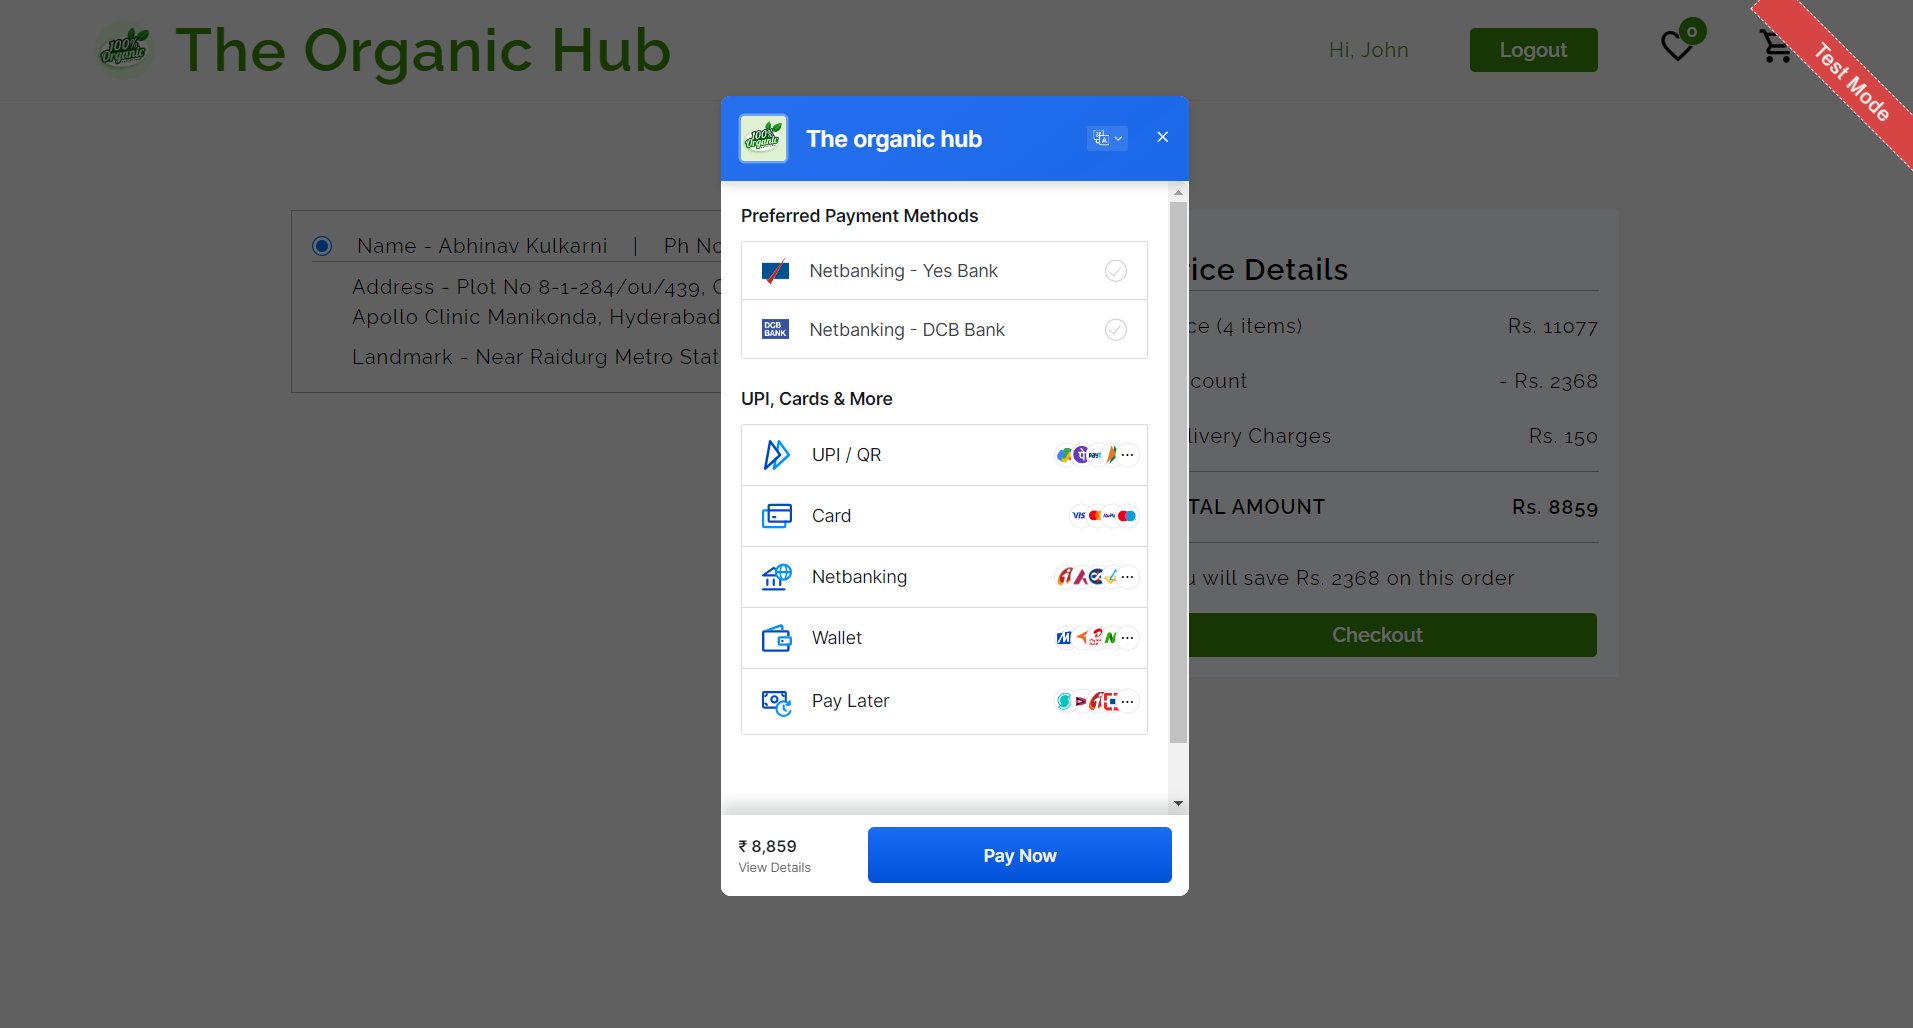 100%
Organic
The Organic Hub
Hi, John
Logout
0
Test Mode
100%
Organic
The organic hub
Preferred Payment Methods
Netbanking - Yes Bank
DCB
BANK
Netbanking - DCB Bank
UPI, Cards & More
UPI / QR
Card
VISA
Netbanking
Wallet
Pay Later
₹ 8,859
View Details
Pay Now
Name - Abhinav Kulkarni | Ph No
Address - Plot No 8-1-284/ou/439,
Apollo Clinic Manikonda, Hyderabad
Landmark - Near Raidurg Metro Stat
ice Details
ce (4 items) Rs. 11077
count - Rs. 2368
livery Charges Rs. 150
TAL AMOUNT Rs. 8859
u will save Rs. 2368 on this order
Checkout